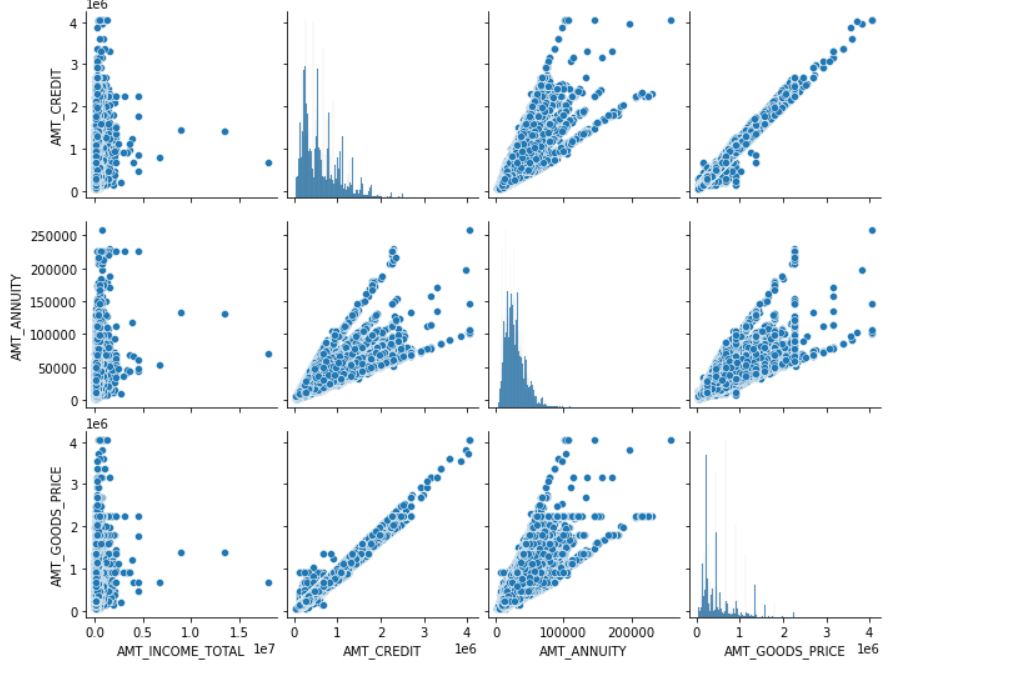 1e6
4
3
2
1
0
AMT_CREDIT
250000
200000
150000
100000
50000
0
AMT_ANNUITY
1e6
4
3
2
1
0
AMT_GOODS_PRICE
0.0 0.5 1.0 1.5 0 1 2 3 4 0 100000 200000 0 1 2 3 4
AMT_INCOME_TOTAL 1e7 AMT_CREDIT 1e6 AMT_ANNUITY AMT_GOODS_PRICE 1e6